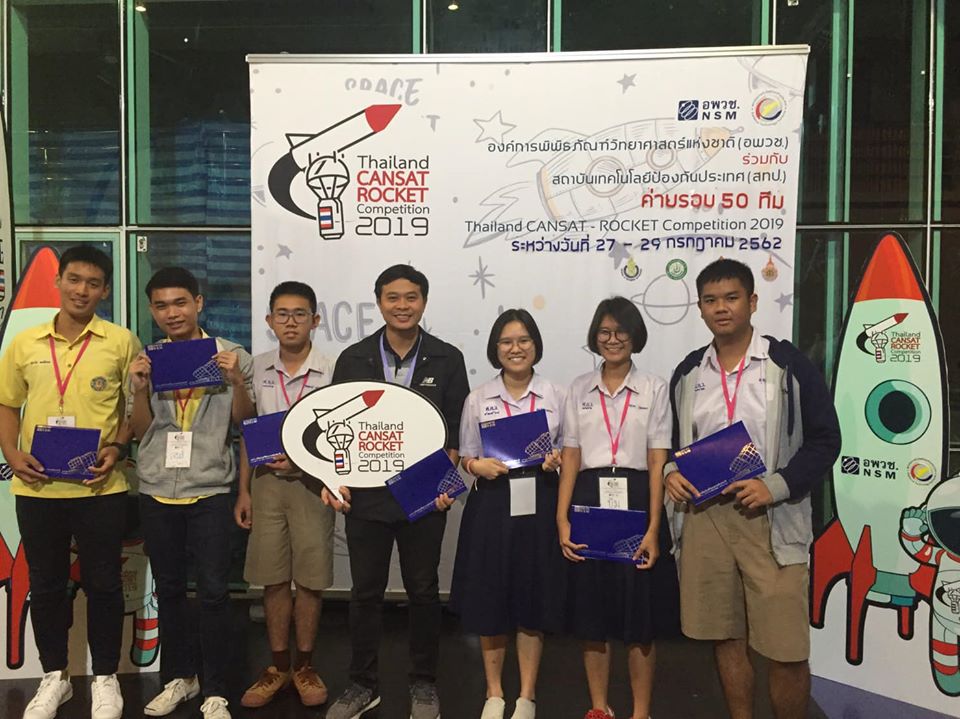 SPACE
Thailand
CANSAT
ROCKET
Competition
2019
อพวช.
NSM
องค์การพิพิธภัณฑ์วิทยาศาสตร์แห่งชาติ (อพวช.)
ร่วมกับ
สถาบันเทคโนโลยีป้องกันประเทศ (สทป.)
ค่ายรอบ 50 ทีม
Thailand CANSAT - ROCKET Competition 2019
ระหว่างวันที่ 27 - 29 กรกฎาคม 2562
SPACE
Thailand
CANSAT
ROCKET
Competition
2019
Thailand
CANSAT
ROCKET
Competition
2019
อพวช.
NSM